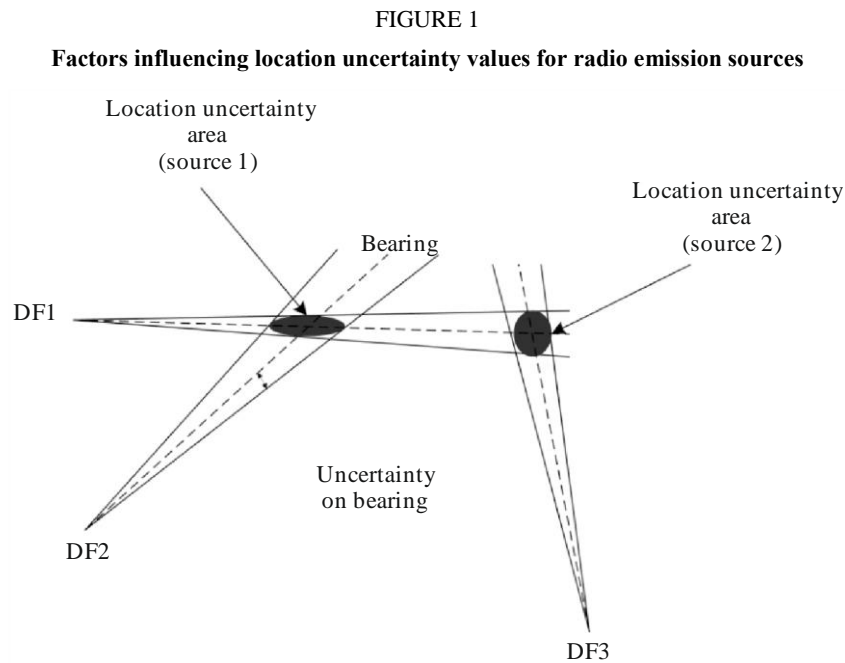 FIGURE 1
Factors influencing location uncertainty values for radio emission sources
Location uncertainty
area
(source 1)
Location uncertainty
area
(source 2)
Bearing
DF1
Uncertainty
on bearing
DF2
DF3